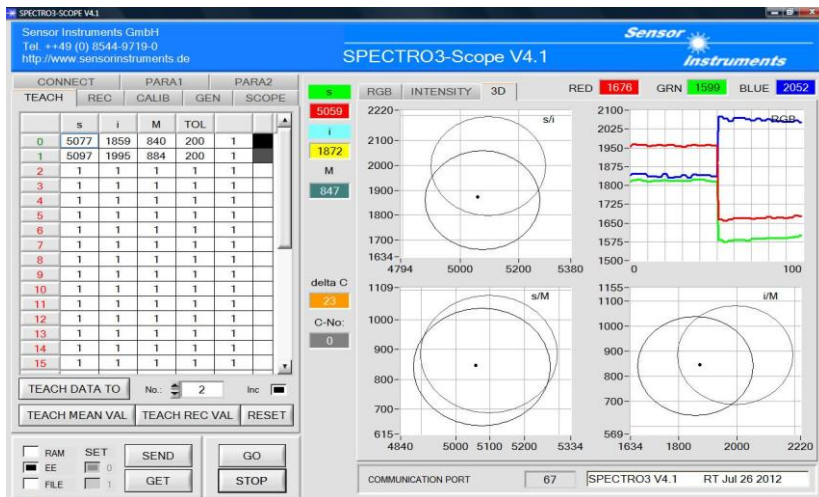 SPECTRO3-SCOPE V4.1
Sensor Instruments GmbH
Tel. ++49 (0) 8544-9719-0
http://www.sensorinstruments.de
SPECTRO3-Scope V4.1
Sensor
Instruments
CONNECT PARA1 PARA2
TEACH REC CALIB GEN SCOPE
s i M TOL
0 5077 1859 840 200 1
1 5097 1995 884 200 1
2 1 1 1 1 1
3 1 1 1 1 1
4 1 1 1 1 1
5 1 1 1 1 1
6 1 1 1 1 1
7 1 1 1 1 1
8 1 1 1 1 1
9 1 1 1 1 1
10 1 1 1 1 1
11 1 1 1 1 1
12 1 1 1 1 1
13 1 1 1 1 1
14 1 1 1 1 1
15 1 1 1 1 1
TEACH DATA TO No.: 2 Inc
TEACH MEAN VAL TEACH REC VAL RESET
RAM SET
EE 0
FILE 1
SEND GO
GET STOP
s
5059
i
1872
M
847
delta C
23
C-No:
0
RGB INTENSITY 3D RED 1676 GRN 1599 BLUE 2052
s/i
2220
2100
2000
1900
1800
1700
1634
4794 5000 5200 5380
RGB
2100
2025
1950
1875
1800
1725
1650
1575
1500
0 100
s/M
1109
1000
900
800
700
615
4840 5000 5100 5200 5334
i/M
1155
1100
1000
900
800
700
569
1634 1800 2000 2220
COMMUNICATION PORT 67 SPECTRO3 V4.1 RT Jul 26 2012